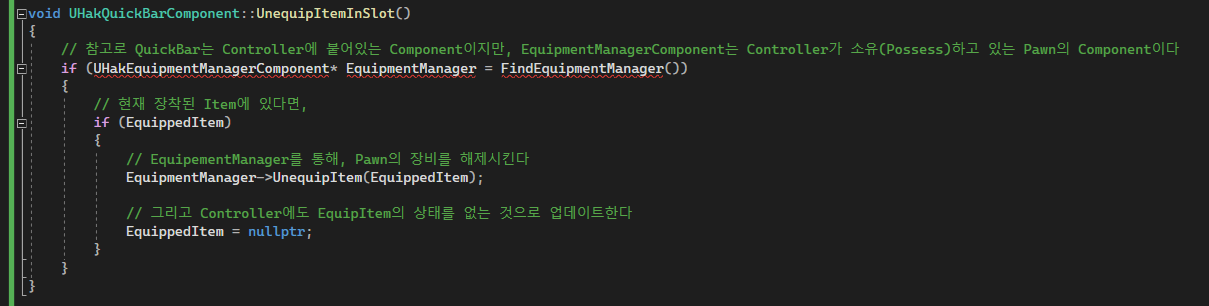 void UHakQuickBarComponent::UnequipItemInSlot()
{
// 참고로 QuickBar는 Controller에 붙어있는 Component이지만, EquipmentManagerComponent는 Controller가 소유(Possess)하고 있는 Pawn의 Component이다
if (UHakEquipmentManagerComponent* EquipmentManager = FindEquipmentManager())
{
// 현재 장착된 Item에 있다면,
if (EquippedItem)
{
// EquipementManager를 통해, Pawn의 장비를 해제시킨다
EquipmentManager->UnequipItem(EquippedItem);
// 그리고 Controller에도 EquipItem의 상태를 없는 것으로 업데이트한다
EquippedItem = nullptr;
}
}
}